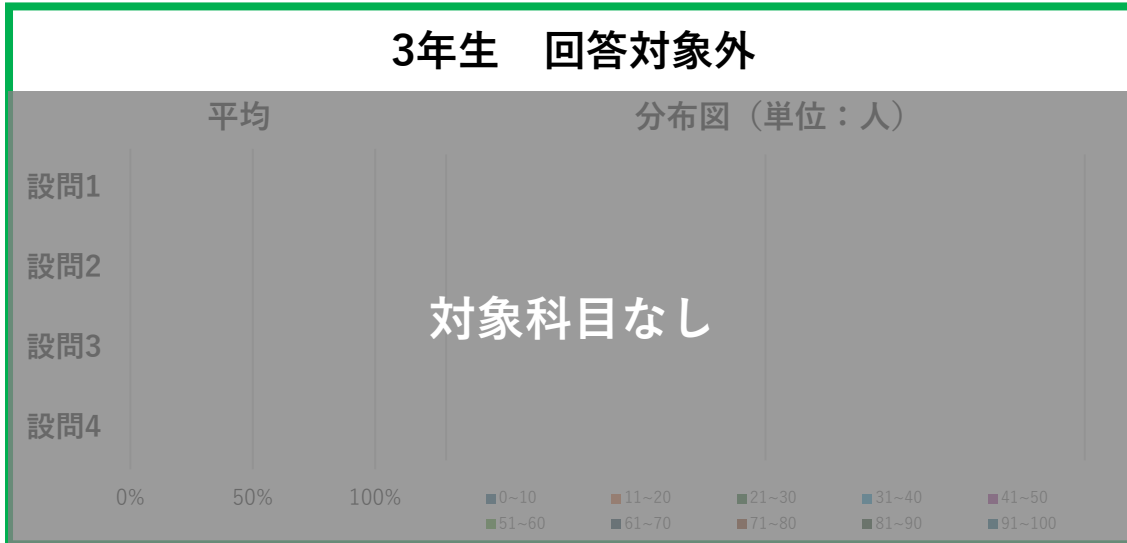 3年生　回答対象外
平均
分布図（単位：人）
設問1
設問2
対象科目なし
設問3
設問4
0% 50% 100%
0~10 11~20 21~30 31~40 41~50
51~60 61~70 71~80 81~90 91~100